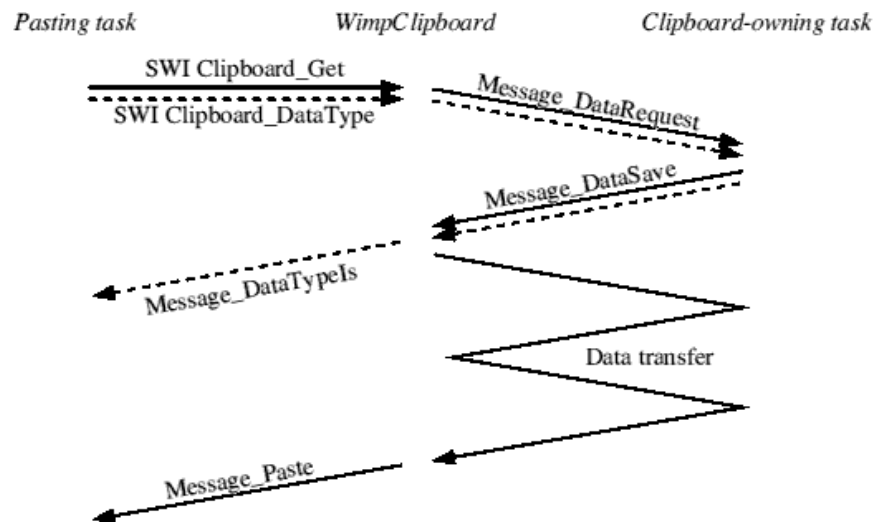 Pasting task
WimpClipboard
Clipboard-owning task
SWI Clipboard_Get
Message_DataRequest
SWI Clipboard_DataType
Message_DataSave
Message_DataTypeIs
Data transfer
Message_Paste